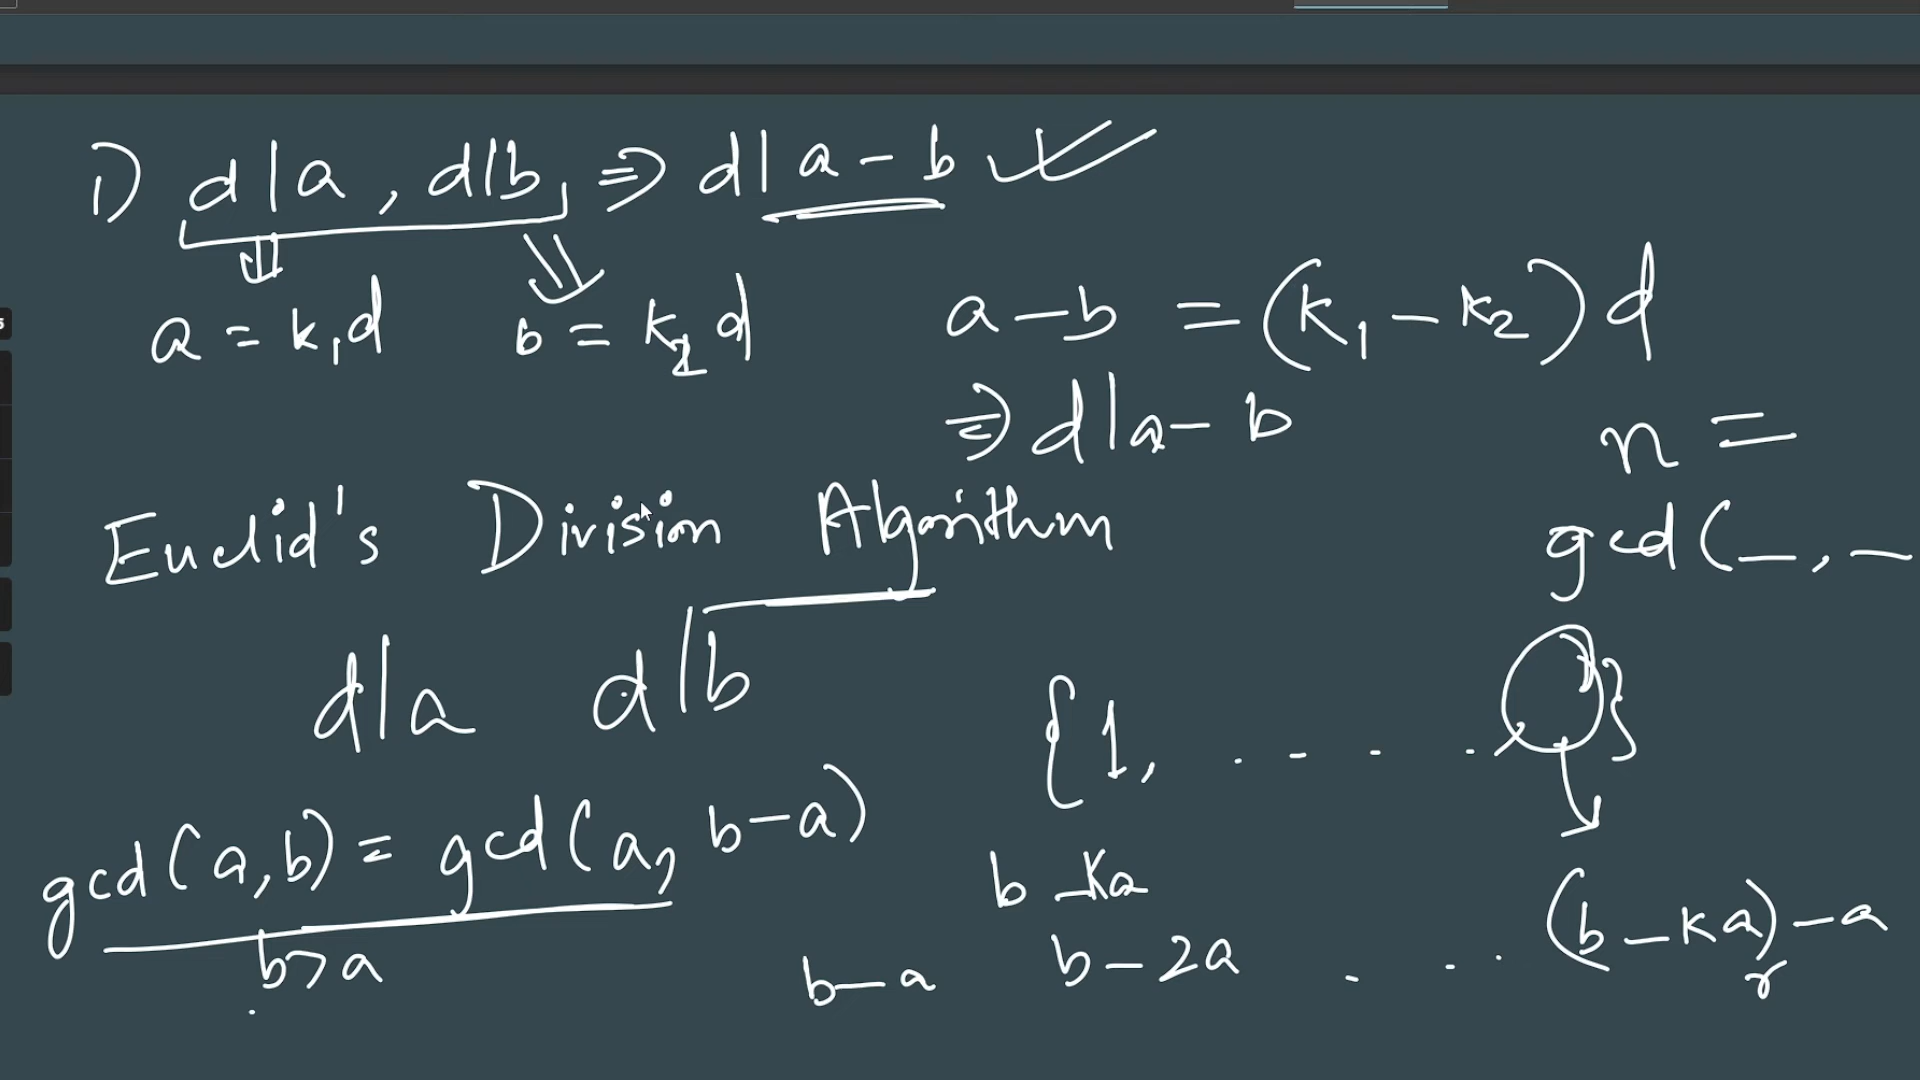 1) d|a, d|b, ⇒ d|a-b
a = k₁d b = k₂d a-b = (k₁-k₂)d
⇒ d|a-b
n =
Euclid's Division Algorithm
gcd(_,_
d|a d|b
{1, . . . . }
gcd(a,b) = gcd(a, b-a)
b>a
b-ka
b-a b-2a . . . (b-ka)-a
r